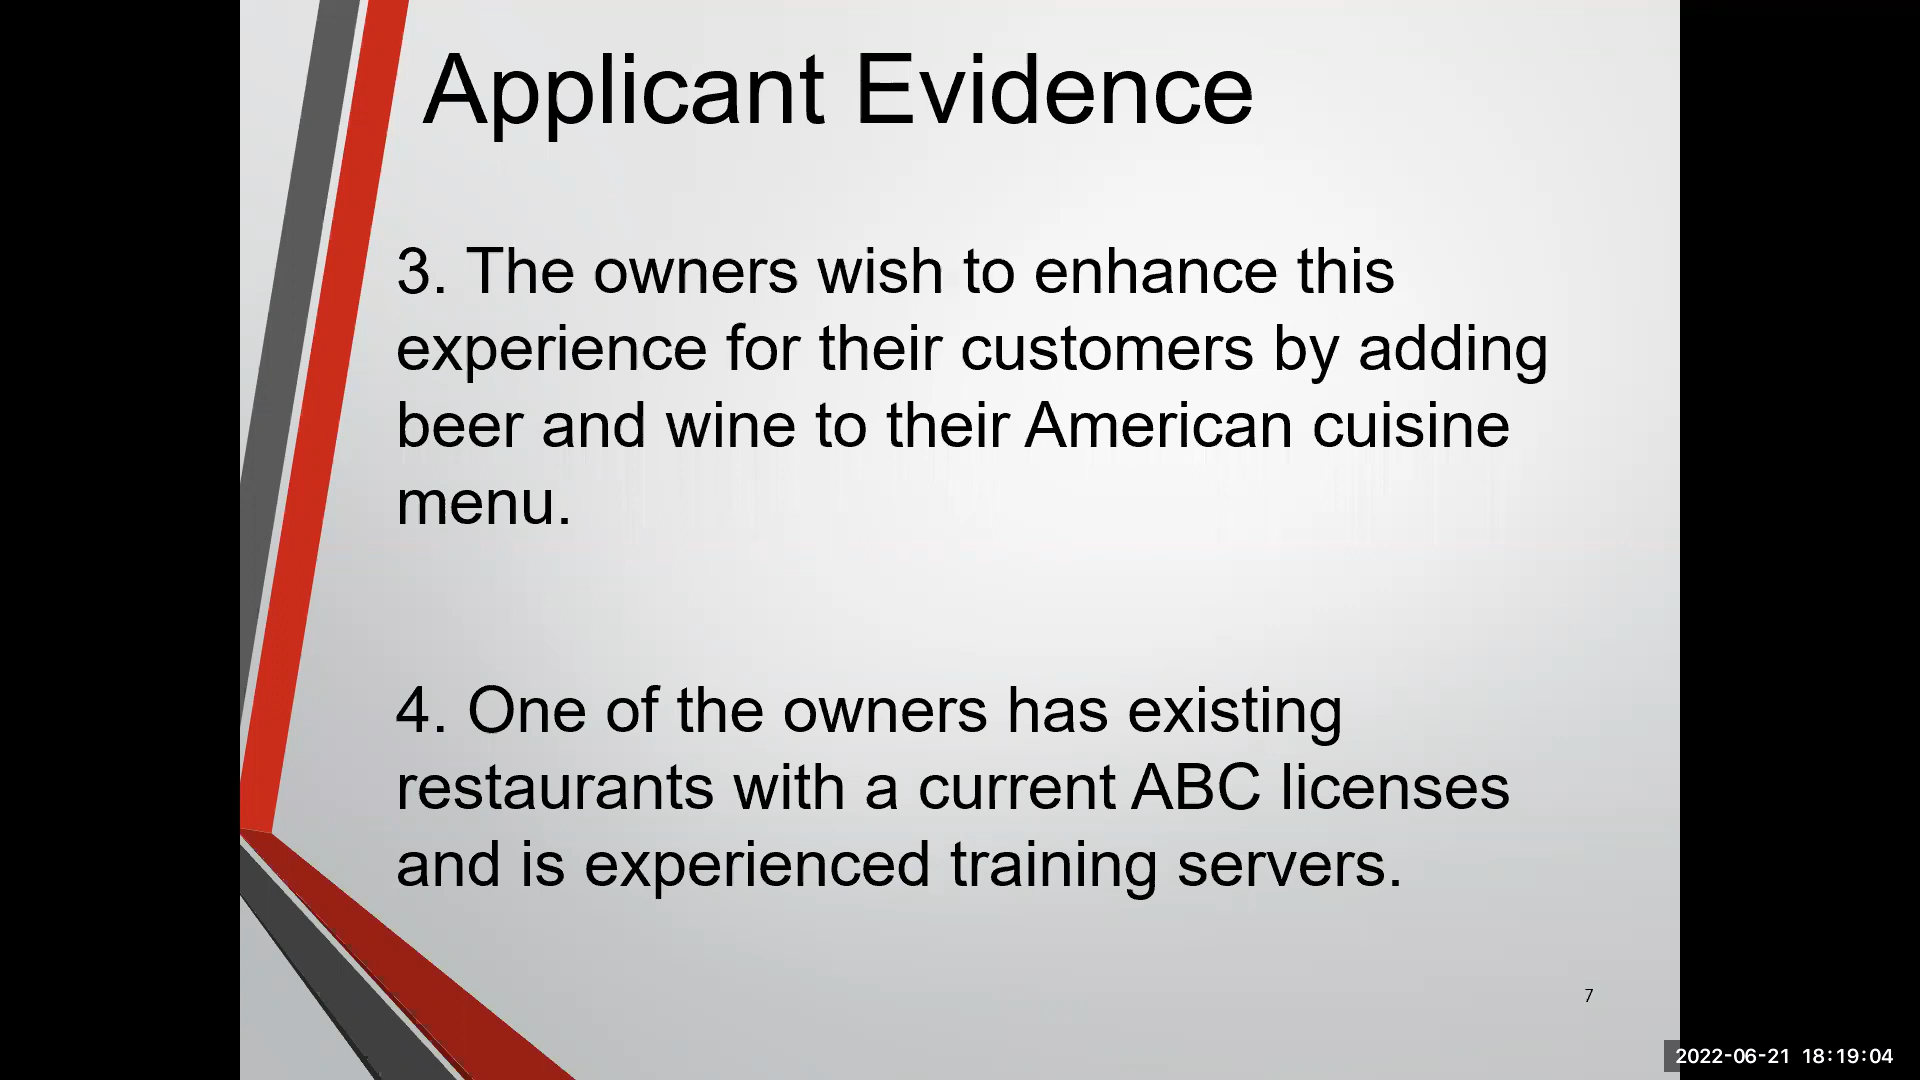 Applicant Evidence
3. The owners wish to enhance this
experience for their customers by adding
beer and wine to their American cuisine
menu.
4. One of the owners has existing
restaurants with a current ABC licenses
and is experienced training servers.
7
2022-06-21 18:19:04